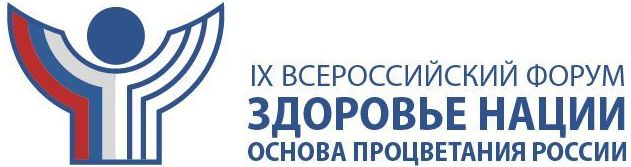 IX ВСЕРОССИЙСКИЙ ФОРУМ
ЗДОРОВЬЕ НАЦИИ
ОСНОВА ПРОЦВЕТАНИЯ РОССИИ